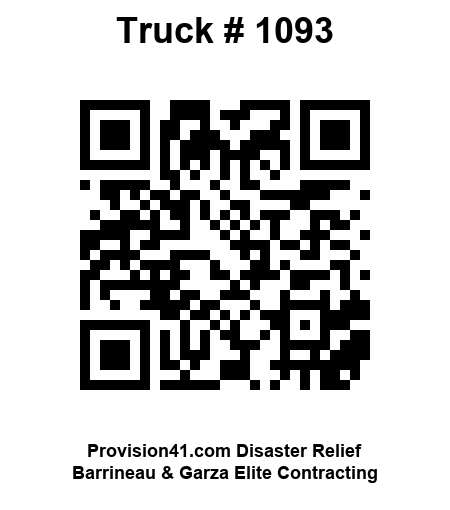 Truck # 1093
Provision41.com Disaster Relief
Barrineau & Garza Elite Contracting